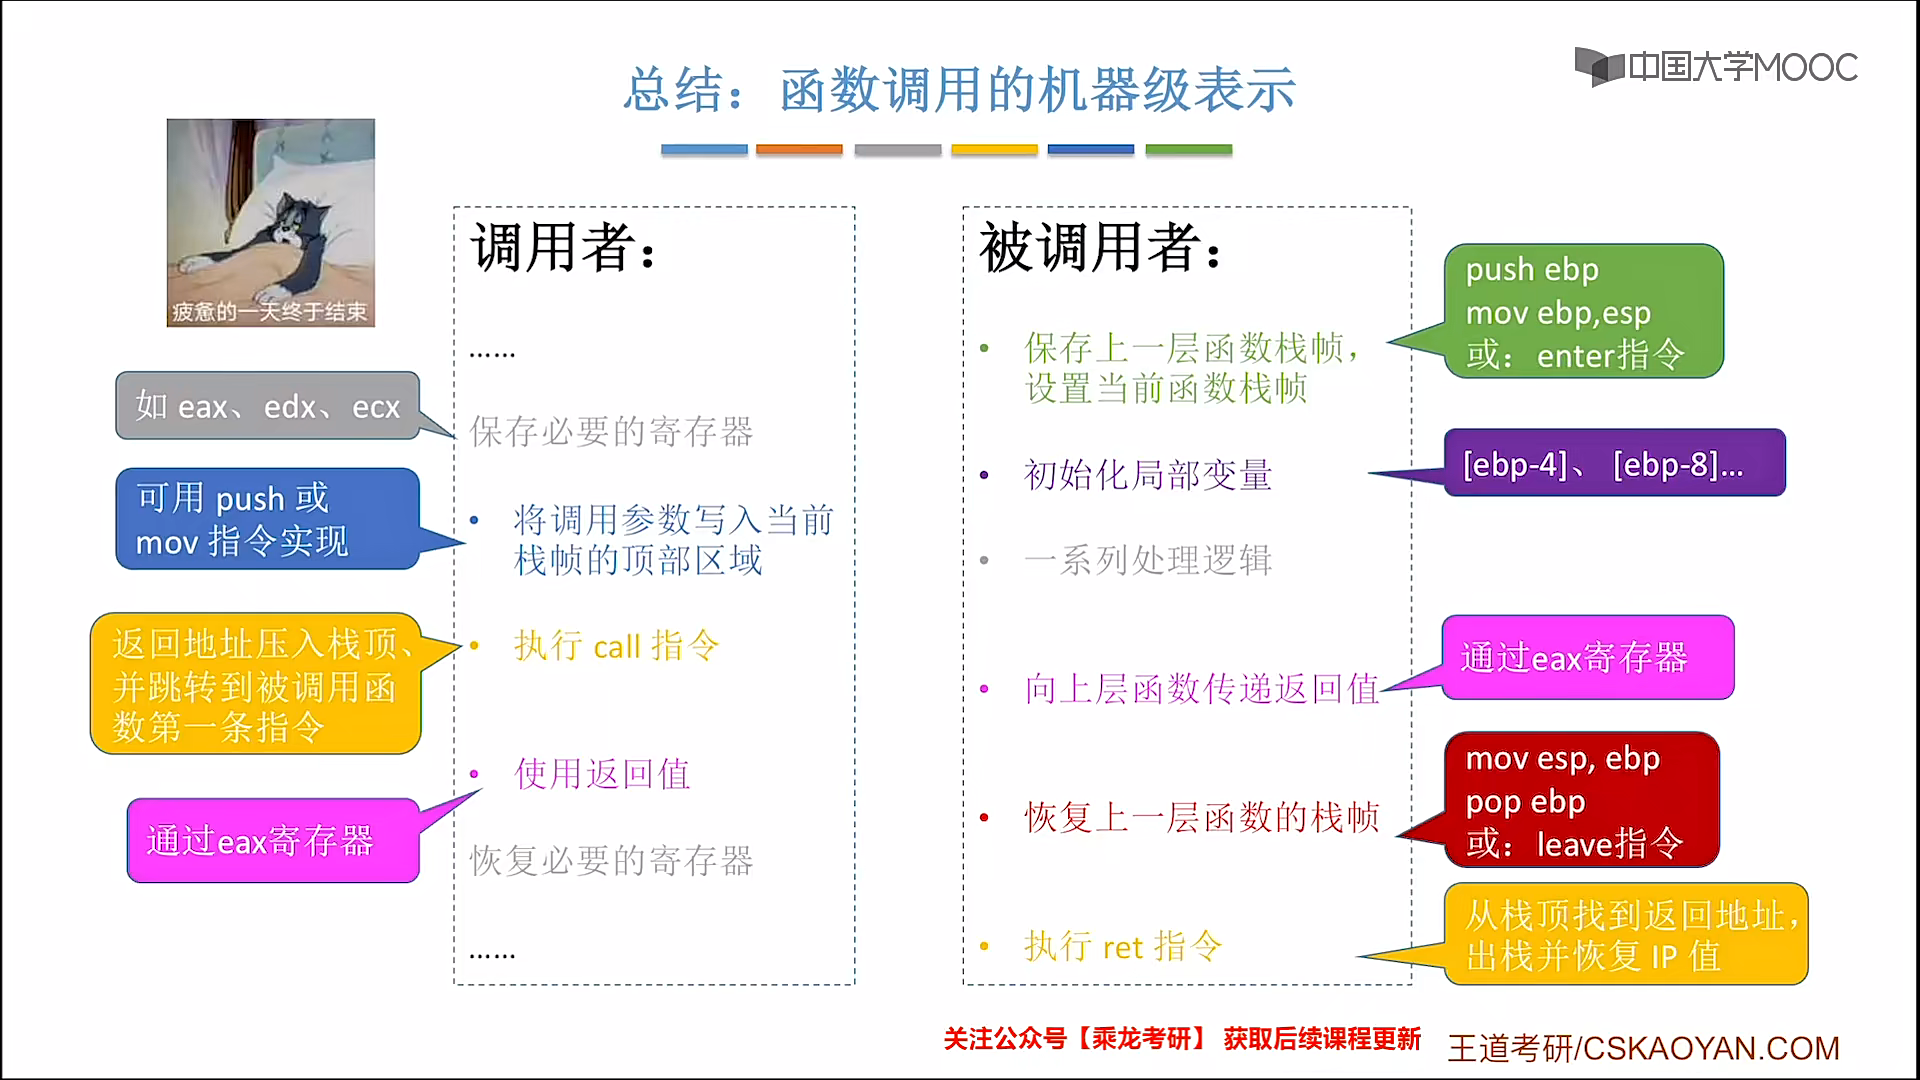 总结：函数调用的机器级表示
中国大学MOOC
疲惫的一天终于结束
调用者：
……
如 eax、edx、ecx
保存必要的寄存器
可用 push 或
mov 指令实现
• 将调用参数写入当前
栈帧的顶部区域
返回地址压入栈顶、
并跳转到被调用函
数第一条指令
• 执行 call 指令
• 使用返回值
通过eax寄存器
恢复必要的寄存器
……
被调用者：
• 保存上一层函数栈帧，
设置当前函数栈帧
push ebp
mov ebp,esp
或：enter指令
• 初始化局部变量
[ebp-4]、 [ebp-8]...
• 一系列处理逻辑
• 向上层函数传递返回值
通过eax寄存器
• 恢复上一层函数的栈帧
mov esp, ebp
pop ebp
或：leave指令
• 执行 ret 指令
从栈顶找到返回地址，
出栈并恢复 IP 值
关注公众号【乘龙考研】 获取后续课程更新
王道考研/CSKAOYAN.COM